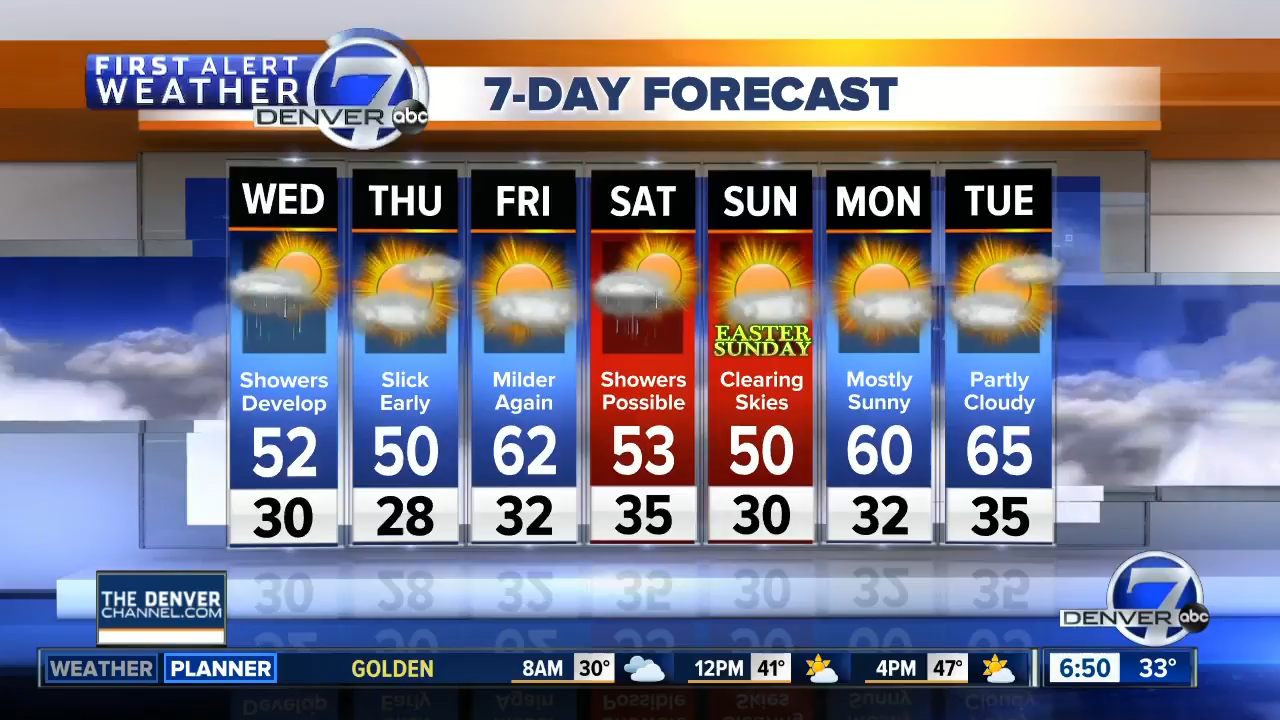 FIRST ALERT
WEATHER
7
DENVER abc
7-DAY FORECAST
WED THU FRI SAT SUN MON TUE
EASTER
SUNDAY
Showers Slick Milder Showers Clearing Mostly Partly
Develop Early Again Possible Skies Sunny Cloudy
52 50 62 53 50 60 65
30 28 32 35 30 32 35
THE DENVER
CHANNEL.COM
7
DENVER abc
WEATHER PLANNER GOLDEN 8AM 30° 12PM 41° 4PM 47° 6:50 33°